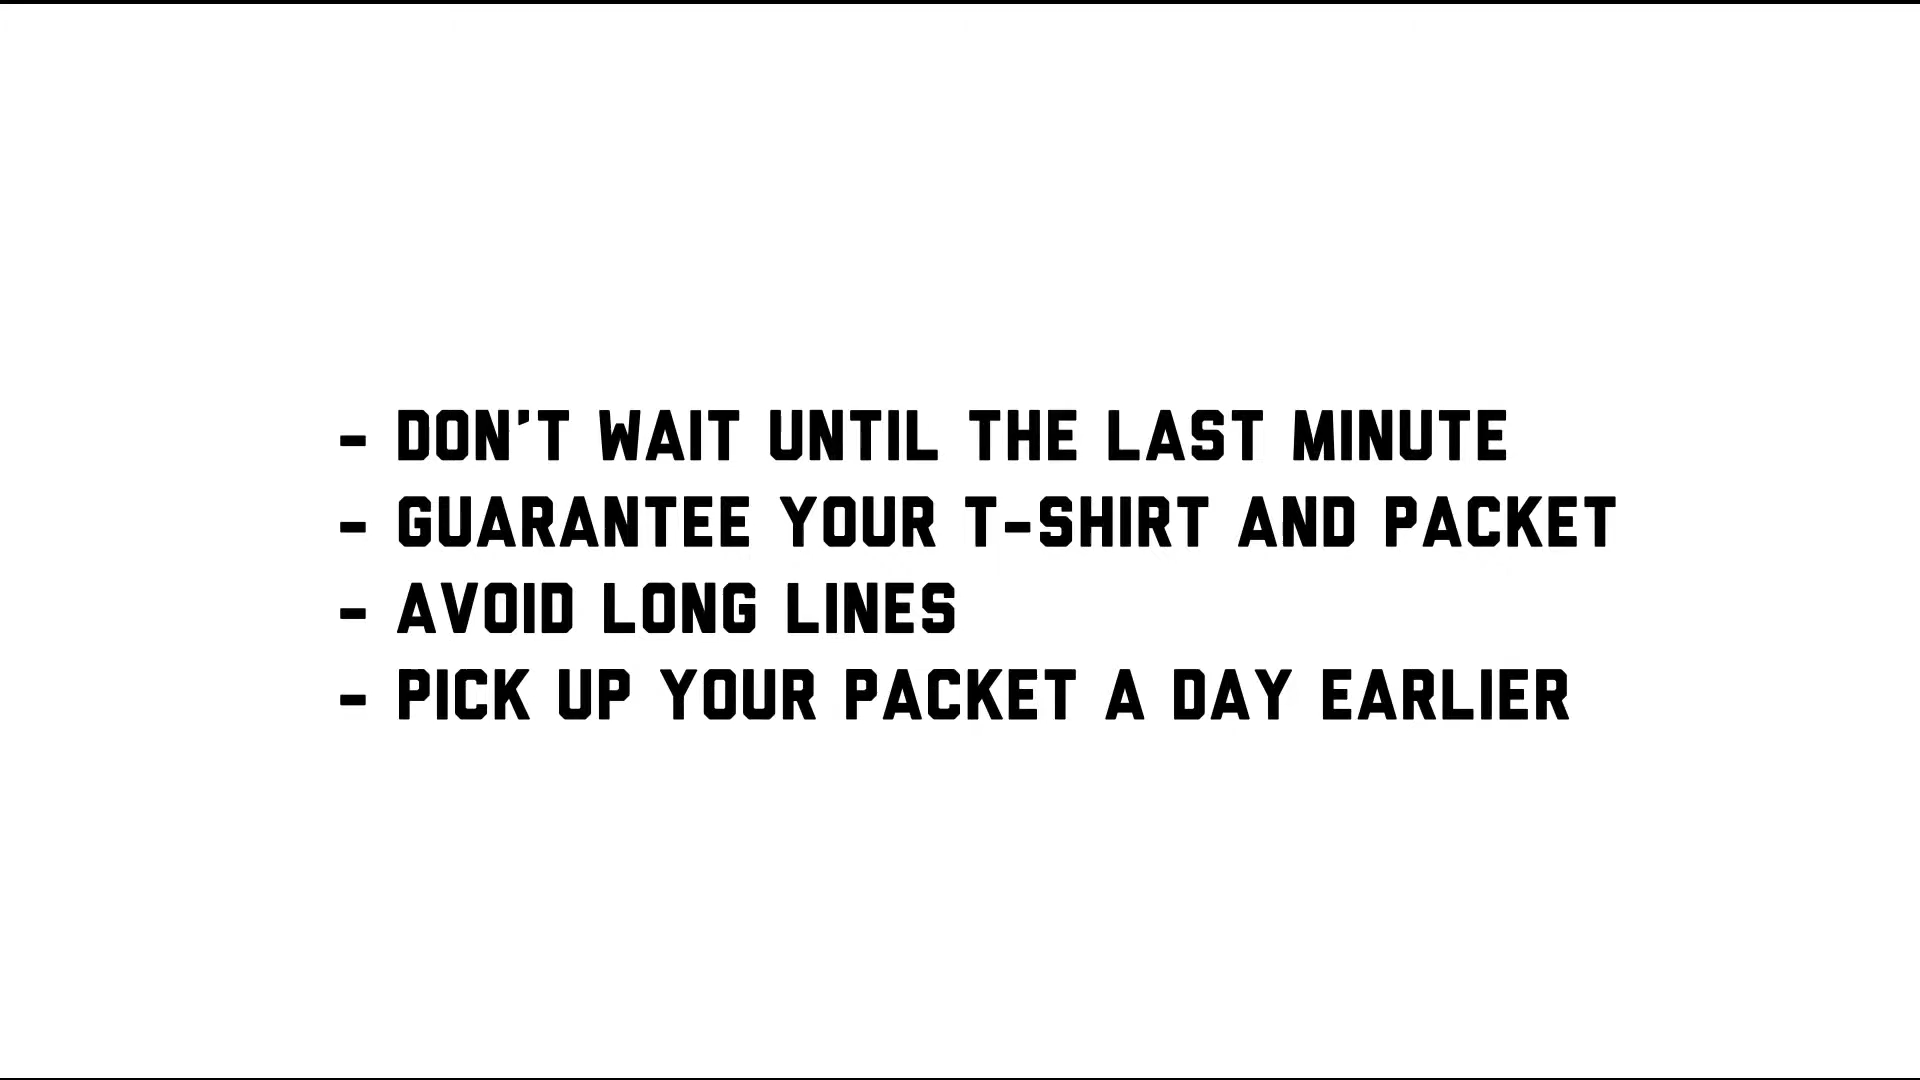 - DON'T WAIT UNTIL THE LAST MINUTE
- GUARANTEE YOUR T-SHIRT AND PACKET
- AVOID LONG LINES
- PICK UP YOUR PACKET A DAY EARLIER